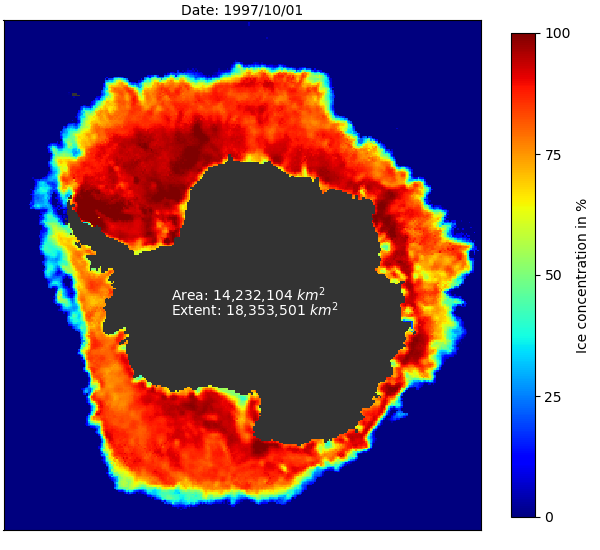 Date: 1997/10/01
Area: 14,232,104 km²
Extent: 18,353,501 km²
100
75
50
25
0
Ice concentration in %